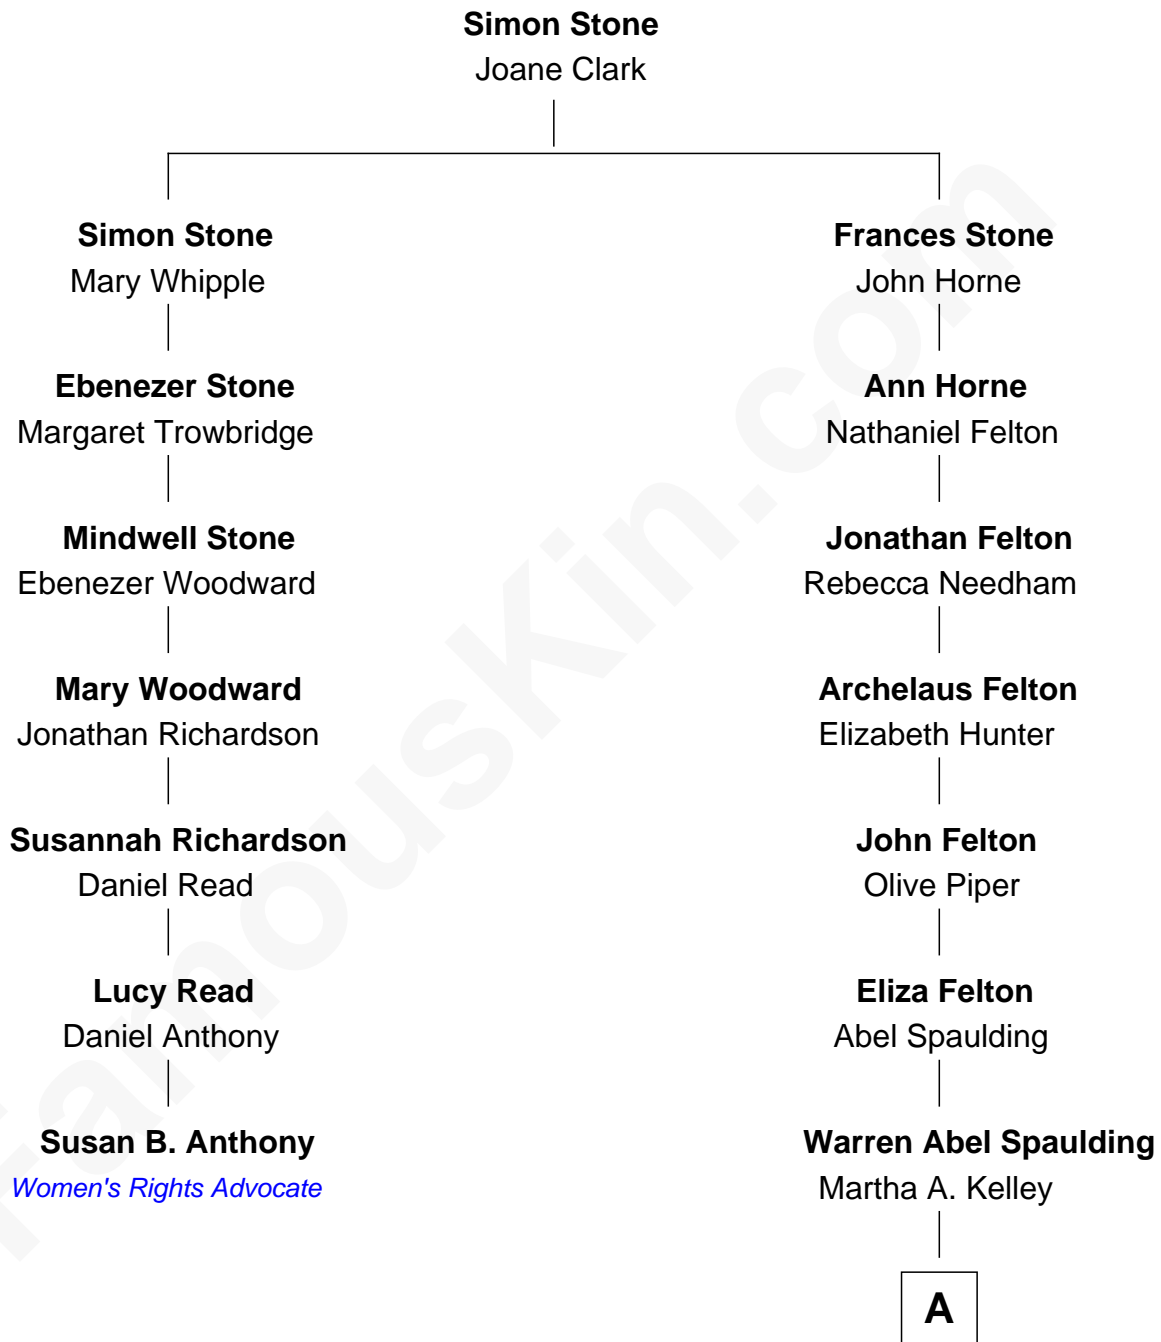 Simon Stone
Joane Clark
Simon Stone
Mary Whipple
Frances Stone
John Horne
Ebenezer Stone
Margaret Trowbridge
Ann Horne
Nathaniel Felton
Mindwell Stone
Ebenezer Woodward
Jonathan Felton
Rebecca Needham
Mary Woodward
Jonathan Richardson
Archelaus Felton
Elizabeth Hunter
Susannah Richardson
Daniel Read
John Felton
Olive Piper
Lucy Read
Daniel Anthony
Eliza Felton
Abel Spaulding
Susan B. Anthony
Women's Rights Advocate
Warren Abel Spaulding
Martha A. Kelley
A
FamousKin.com